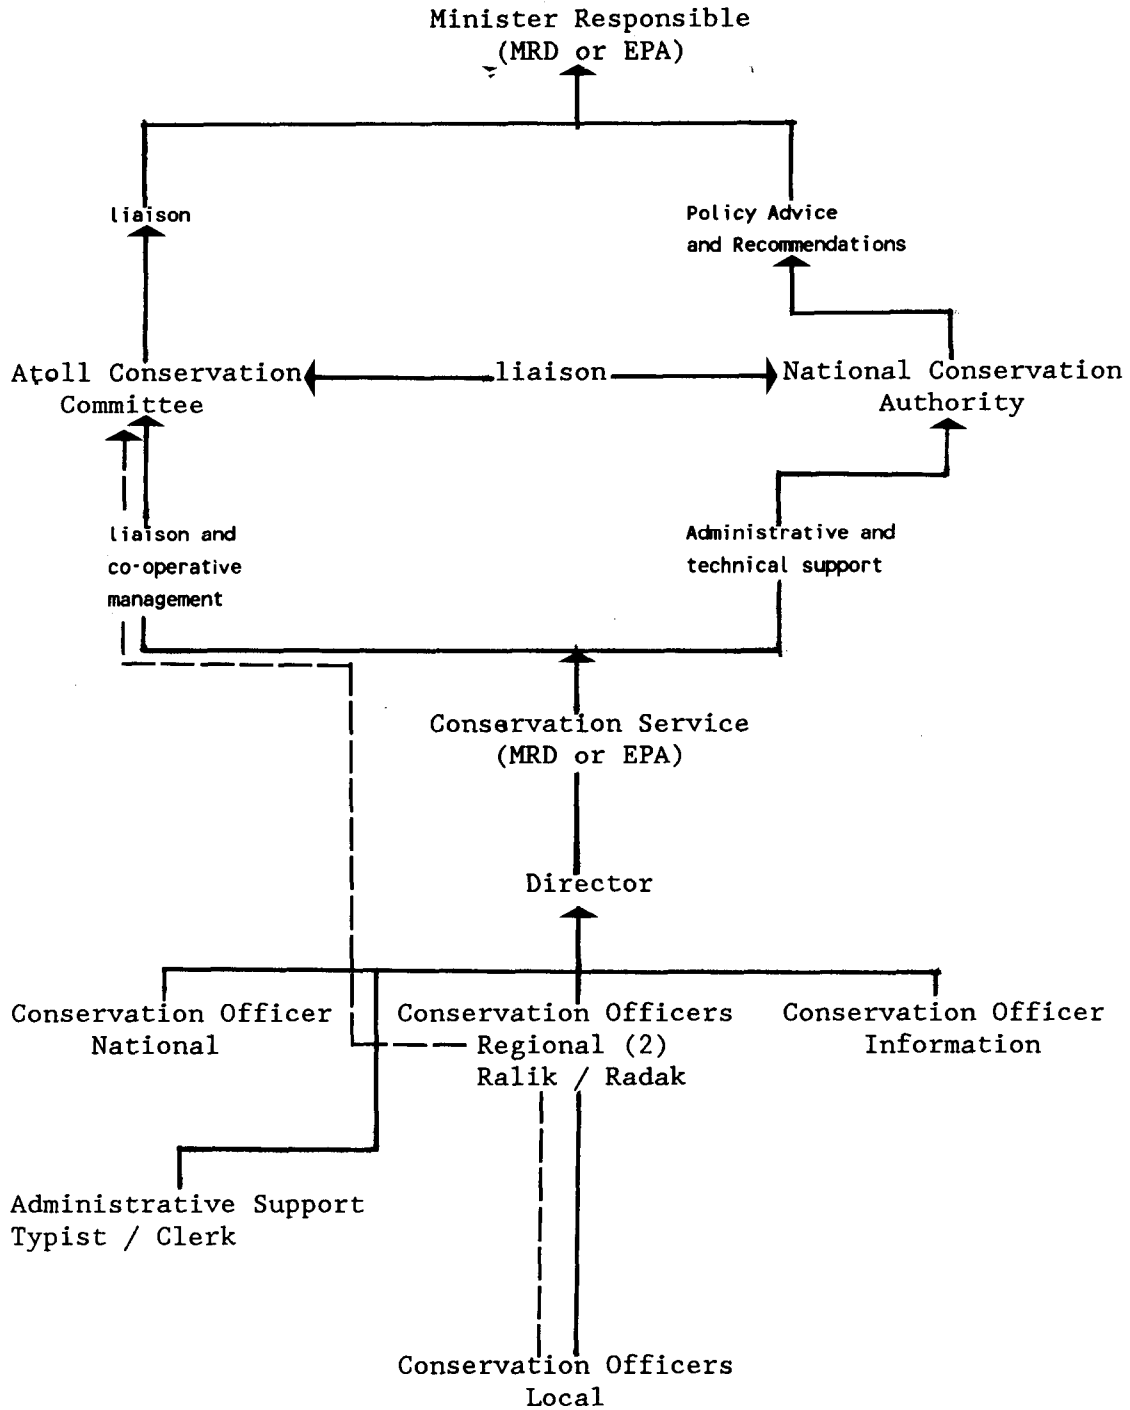 Minister Responsible
(MRD or EPA)
liaison
Policy Advice
and Recommendations
Atoll Conservation
Committee
liaison
National Conservation
Authority
liaison and
co-operative
management
Administrative and
technical support
Conservation Service
(MRD or EPA)
Director
Conservation Officer
National
Conservation Officers
Regional (2)
Ralik / Radak
Conservation Officer
Information
Administrative Support
Typist / Clerk
Conservation Officers
Local